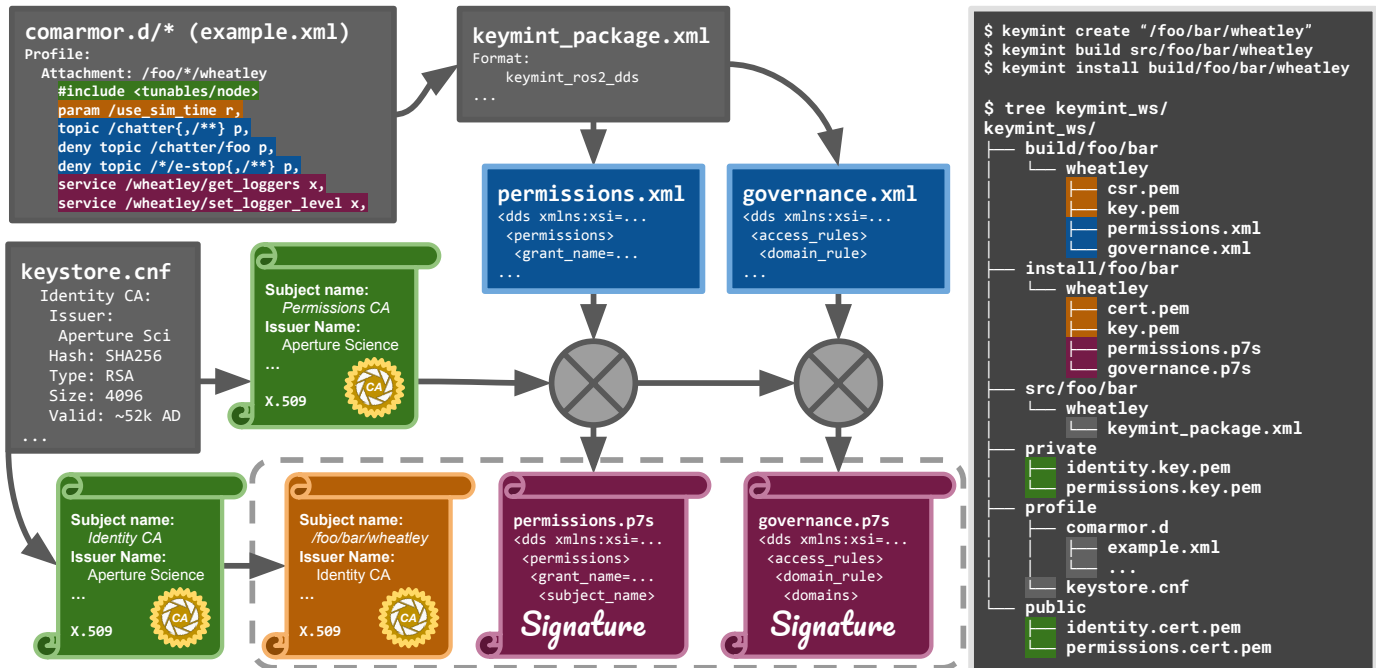 comarmor.d/* (example.xml)
Profile:
Attachment: /foo/*/wheatley
#include <tunables/node>
param /use_sim_time r,
topic /chatter{,/**} p,
deny topic /chatter/foo p,
deny topic /*/e-stop{,/**} p,
service /wheatley/get_loggers x,
service /wheatley/set_logger_level x,
keymint_package.xml
Format:
keymint_ros2_dds
...
permissions.xml
<dds xmlns:xsi=...
<permissions>
<grant_name=...
...
governance.xml
<dds xmlns:xsi=...
<access_rules>
<domain_rule>
...
keystore.cnf
Identity CA:
Issuer:
Aperture Sci
Hash: SHA256
Type: RSA
Size: 4096
Valid: ~52k AD
...
Subject name:
Permissions CA
Issuer Name:
Aperture Science
...
CA
X.509
Subject name:
Identity CA
Issuer Name:
Aperture Science
...
CA
X.509
Subject name:
/foo/bar/wheatley
Issuer Name:
Identity CA
...
CA
X.509
permissions.p7s
<dds xmlns:xsi=...
<permissions>
<grant_name=...
<subject_name>
Signature
governance.p7s
<dds xmlns:xsi=...
<access_rules>
<domain_rule>
<domains>
Signature
$ keymint create “/foo/bar/wheatley”
$ keymint build src/foo/bar/wheatley
$ keymint install build/foo/bar/wheatley
$ tree keymint_ws/
keymint_ws/
├── build/foo/bar
│   └── wheatley
│       ├── csr.pem
│       ├── key.pem
│       ├── permissions.xml
│       └── governance.xml
├── install/foo/bar
│   └── wheatley
│       ├── cert.pem
│       ├── key.pem
│       ├── permissions.p7s
│       └── governance.p7s
├── src/foo/bar
│   └── wheatley
│       └── keymint_package.xml
├── private
│   ├── identity.key.pem
│   └── permissions.key.pem
├── profile
│   ├── comarmor.d
│   │   ├── example.xml
│   │   └── ...
│   └── keystore.cnf
└── public
    ├── identity.cert.pem
    └── permissions.cert.pem